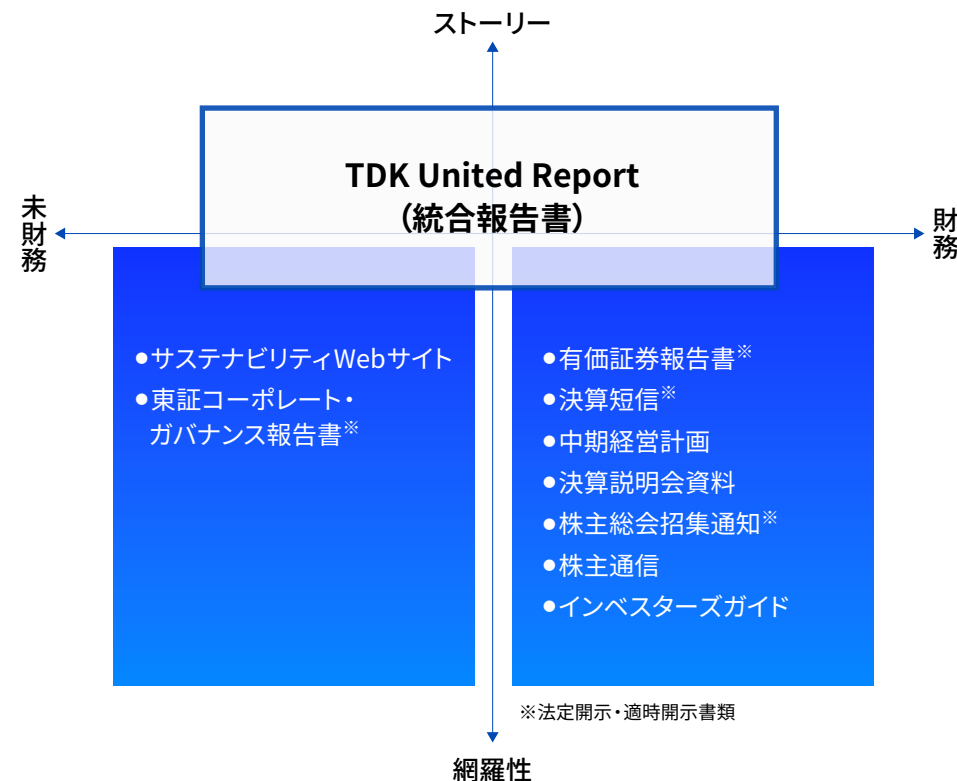 ストーリー
TDK United Report
（統合報告書）
未財務
財務
●サステナビリティWebサイト
●東証コーポレート・
ガバナンス報告書※
●有価証券報告書※
●決算短信※
●中期経営計画
●決算説明会資料
●株主総会招集通知※
●株主通信
●インベスターズガイド
※法定開示・適時開示書類
網羅性